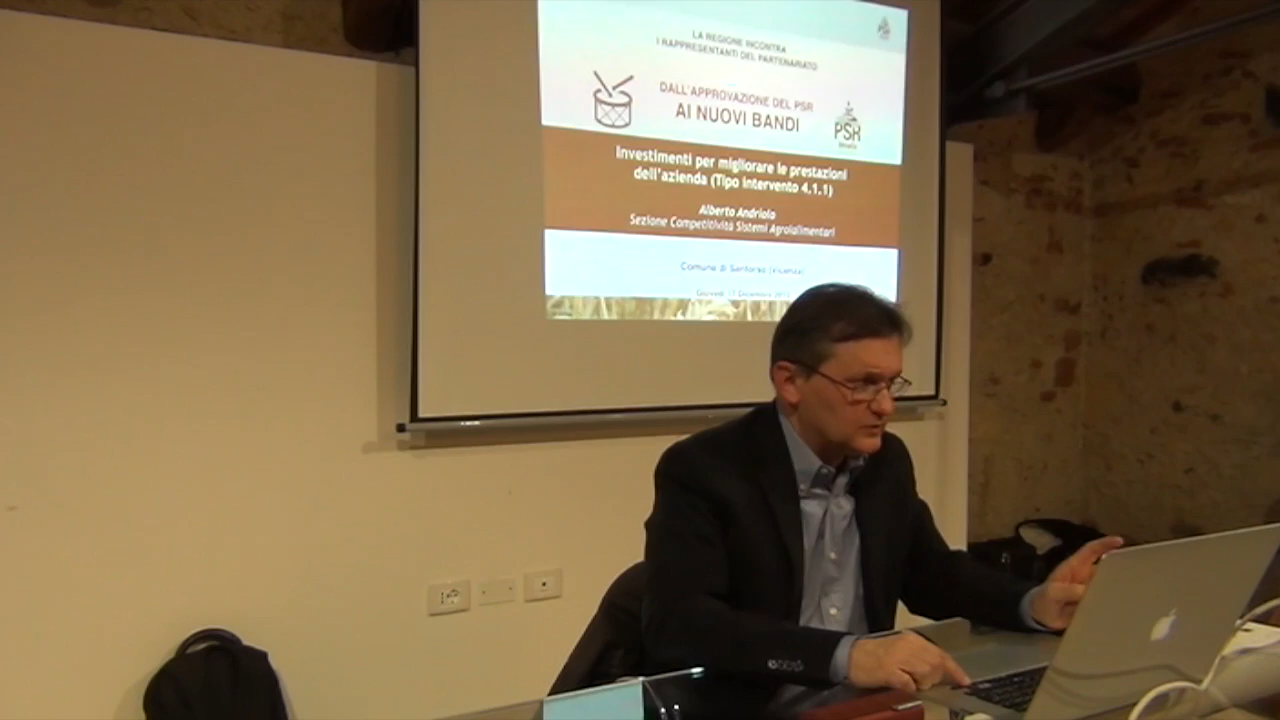 LA REGIONE INCONTRA
I RAPPRESENTANTI DEL PARTENARIATO
DALL'APPROVAZIONE DEL PSR
AI NUOVI BANDI
PSR
Investimenti per migliorare le prestazioni
dell'azienda (Tipo intervento 4.1.1)
Alberto Andriolo
Sezione Competitività Sistemi Agroalimentari
Comune di Santorso (Vicenza)
Dicembre